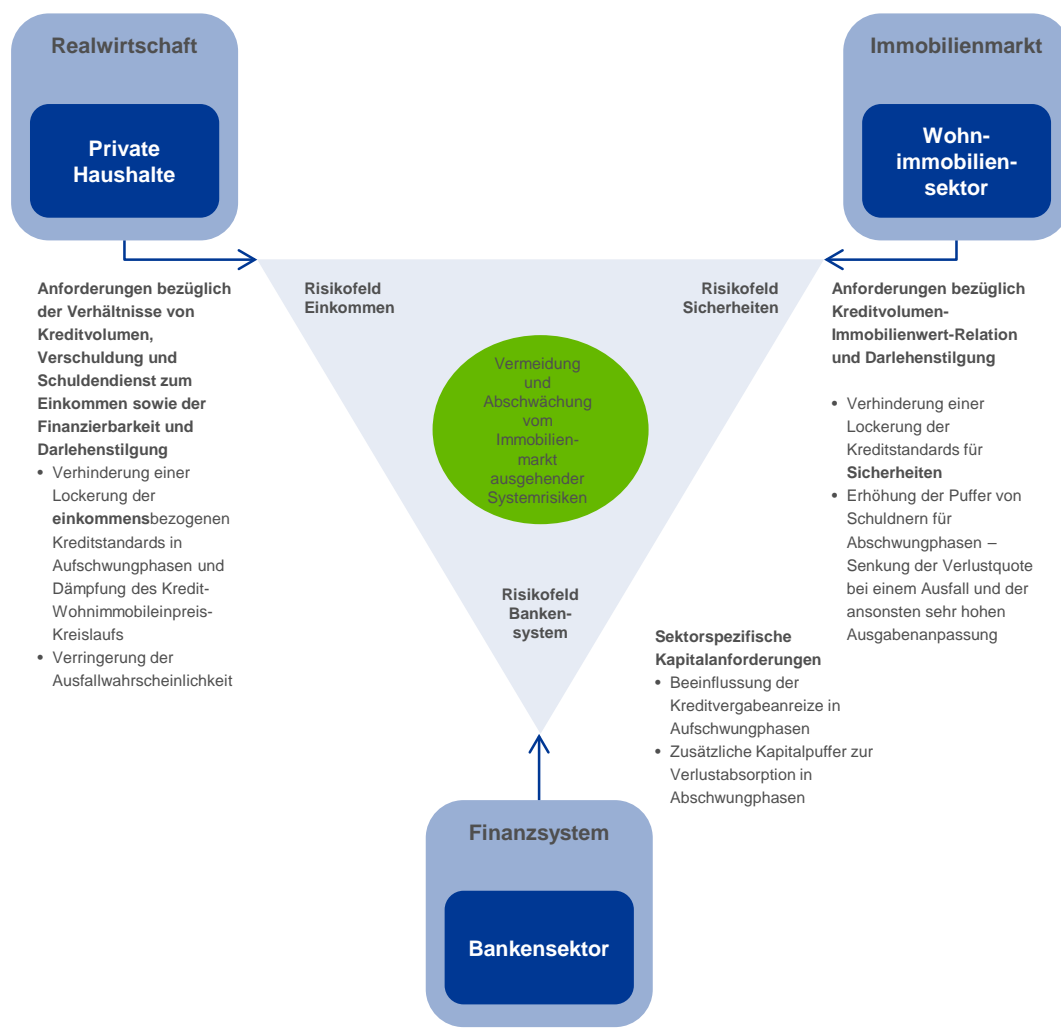 Realwirtschaft
Private
Haushalte
Immobilienmarkt
Wohn-
immobilien-
sektor
Anforderungen bezüglich
der Verhältnisse von
Kreditvolumen,
Verschuldung und
Schuldendienst zum
Einkommen sowie der
Finanzierbarkeit und
Darlehenstilgung
• Verhinderung einer
Lockerung der
einkommensbezogenen
Kreditstandards in
Aufschwungphasen und
Dämpfung des Kredit-
Wohnimmobileinpreis-
Kreislaufs
• Verringerung der
Ausfallwahrscheinlichkeit
Risikofeld
Einkommen
Risikofeld
Sicherheiten
Vermeidung
und
Abschwächung
vom
Immobilien-
markt
ausgehender
Systemrisiken
Risikofeld
Banken-
system
Anforderungen bezüglich
Kreditvolumen-
Immobilienwert-Relation
und Darlehenstilgung
• Verhinderung einer
Lockerung der
Kreditstandards für
Sicherheiten
• Erhöhung der Puffer von
Schuldnern für
Abschwungphasen –
Senkung der Verlustquote
bei einem Ausfall und der
ansonsten sehr hohen
Ausgabenanpassung
Sektorspezifische
Kapitalanforderungen
• Beeinflussung der
Kreditvergabeanreize in
Aufschwungphasen
• Zusätzliche Kapitalpuffer zur
Verlustabsorption in
Abschwungphasen
Finanzsystem
Bankensektor